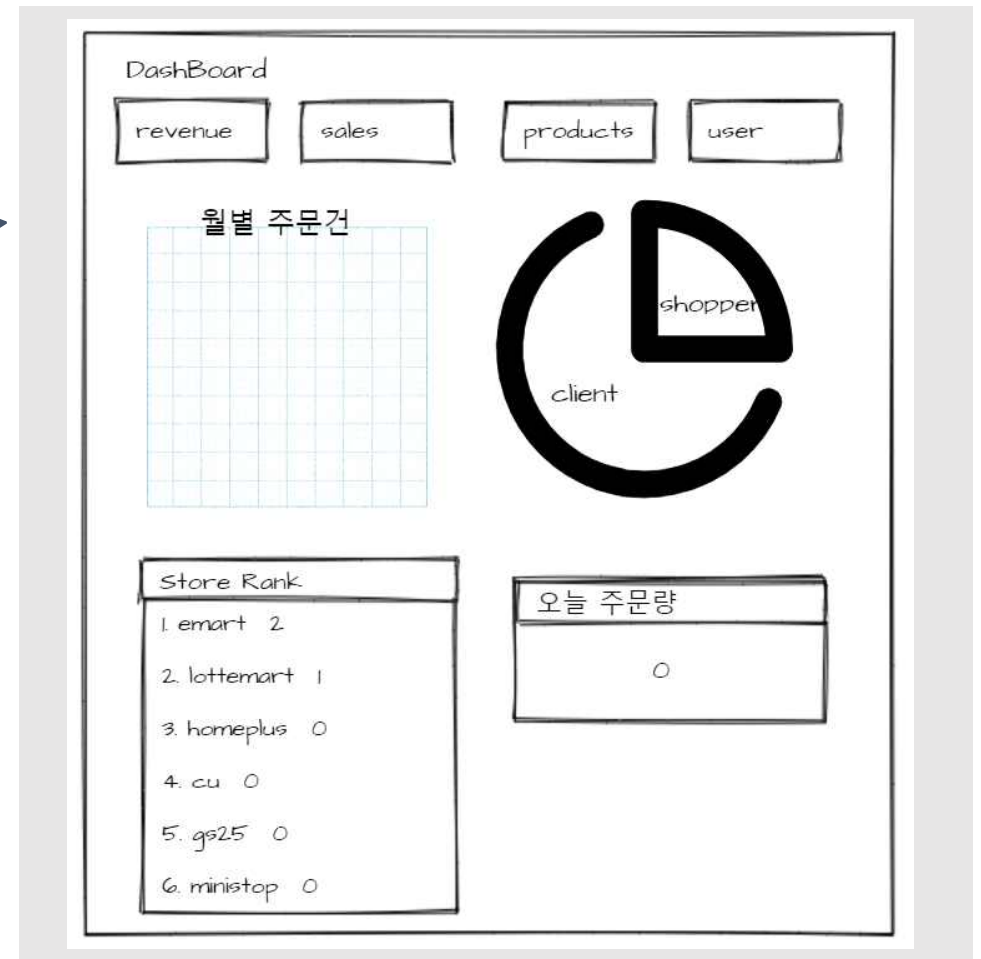 DashBoard
revenue
sales
products
user
월별 주문건
shopper
client
Store Rank
1. emart 2
2. lottemart 1
3. homeplus 0
4. cu 0
5. gs25 0
6. ministop 0
오늘 주문량
0